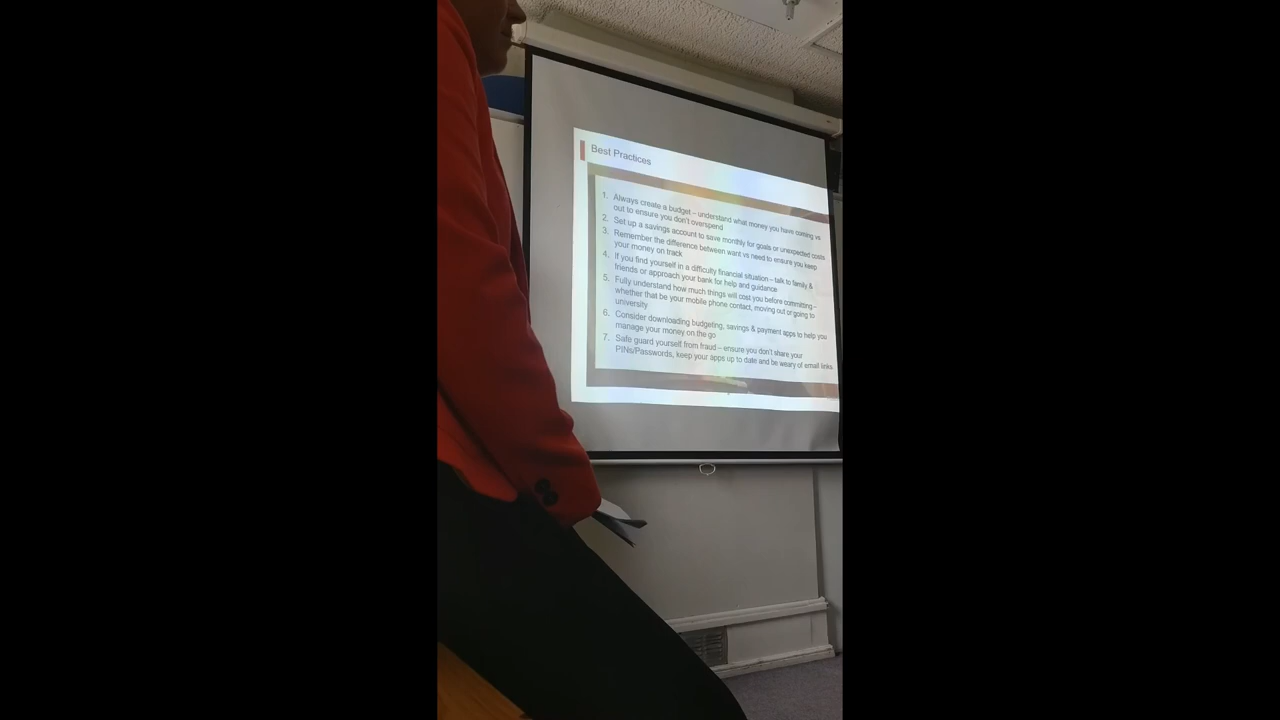 Best Practices
1. Always create a budget – understand what money you have coming vs
out to ensure you don't overspend
2. Set up a savings account to save monthly for goals or unexpected costs
3. Remember the difference between want vs need to ensure you keep
your money on track
4. If you find yourself in a difficulty financial situation – talk to family &
friends or approach your bank for help and guidance
5. Fully understand how much things will cost you before committing –
whether that be your mobile phone contact, moving out or going to
university
6. Consider downloading budgeting, savings & payment apps to help you
manage your money on the go
7. Safe guard yourself from fraud – ensure you don't share your
PINs/Passwords, keep your apps up to date and be weary of email links